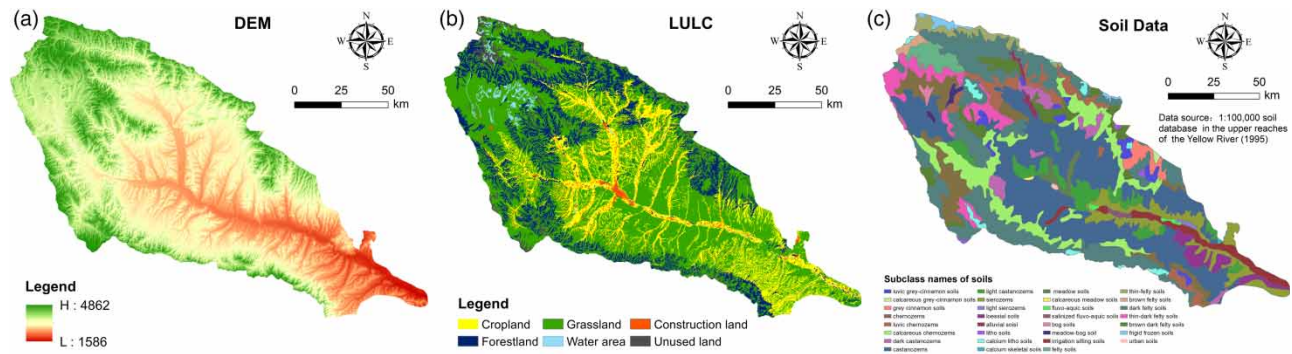 (a)
DEM
N
W
E
S
0
25
50
km
Legend
H : 4862
L : 1586
(b)
LULC
N
W
E
S
0
25
50
km
Legend
Cropland
Grassland
Construction land
Forestland
Water area
Unused land
(c)
Soil Data
N
W
E
S
0
25
50
km
Data source : 1:100,000 soil
database in the upper reaches
of the Yellow River (1995)
Subclass names of soils
luvic grey-cinnamon soils
calcareous grey-cinnamon soils
grey cinnamon soils
chernozems
luvic chernozems
calcareous chernozems
dark castanozems
castanozems
light castanozems
sierozems
light sierozems
loessial soils
alluvial soisl
litho soils
calcium litho soils
calcium skeletal soils
meadow soils
calcareous meadow soils
fluvo-aquic soils
salinized fluvo-aquic soils
bog soils
meadow-bog soil
irrigation silting soils
felty soils
thin-felty soils
brown felty soils
dark felty soils
thin-dark felty soils
brown dark felty soils
frigid frozen soils
urban soils